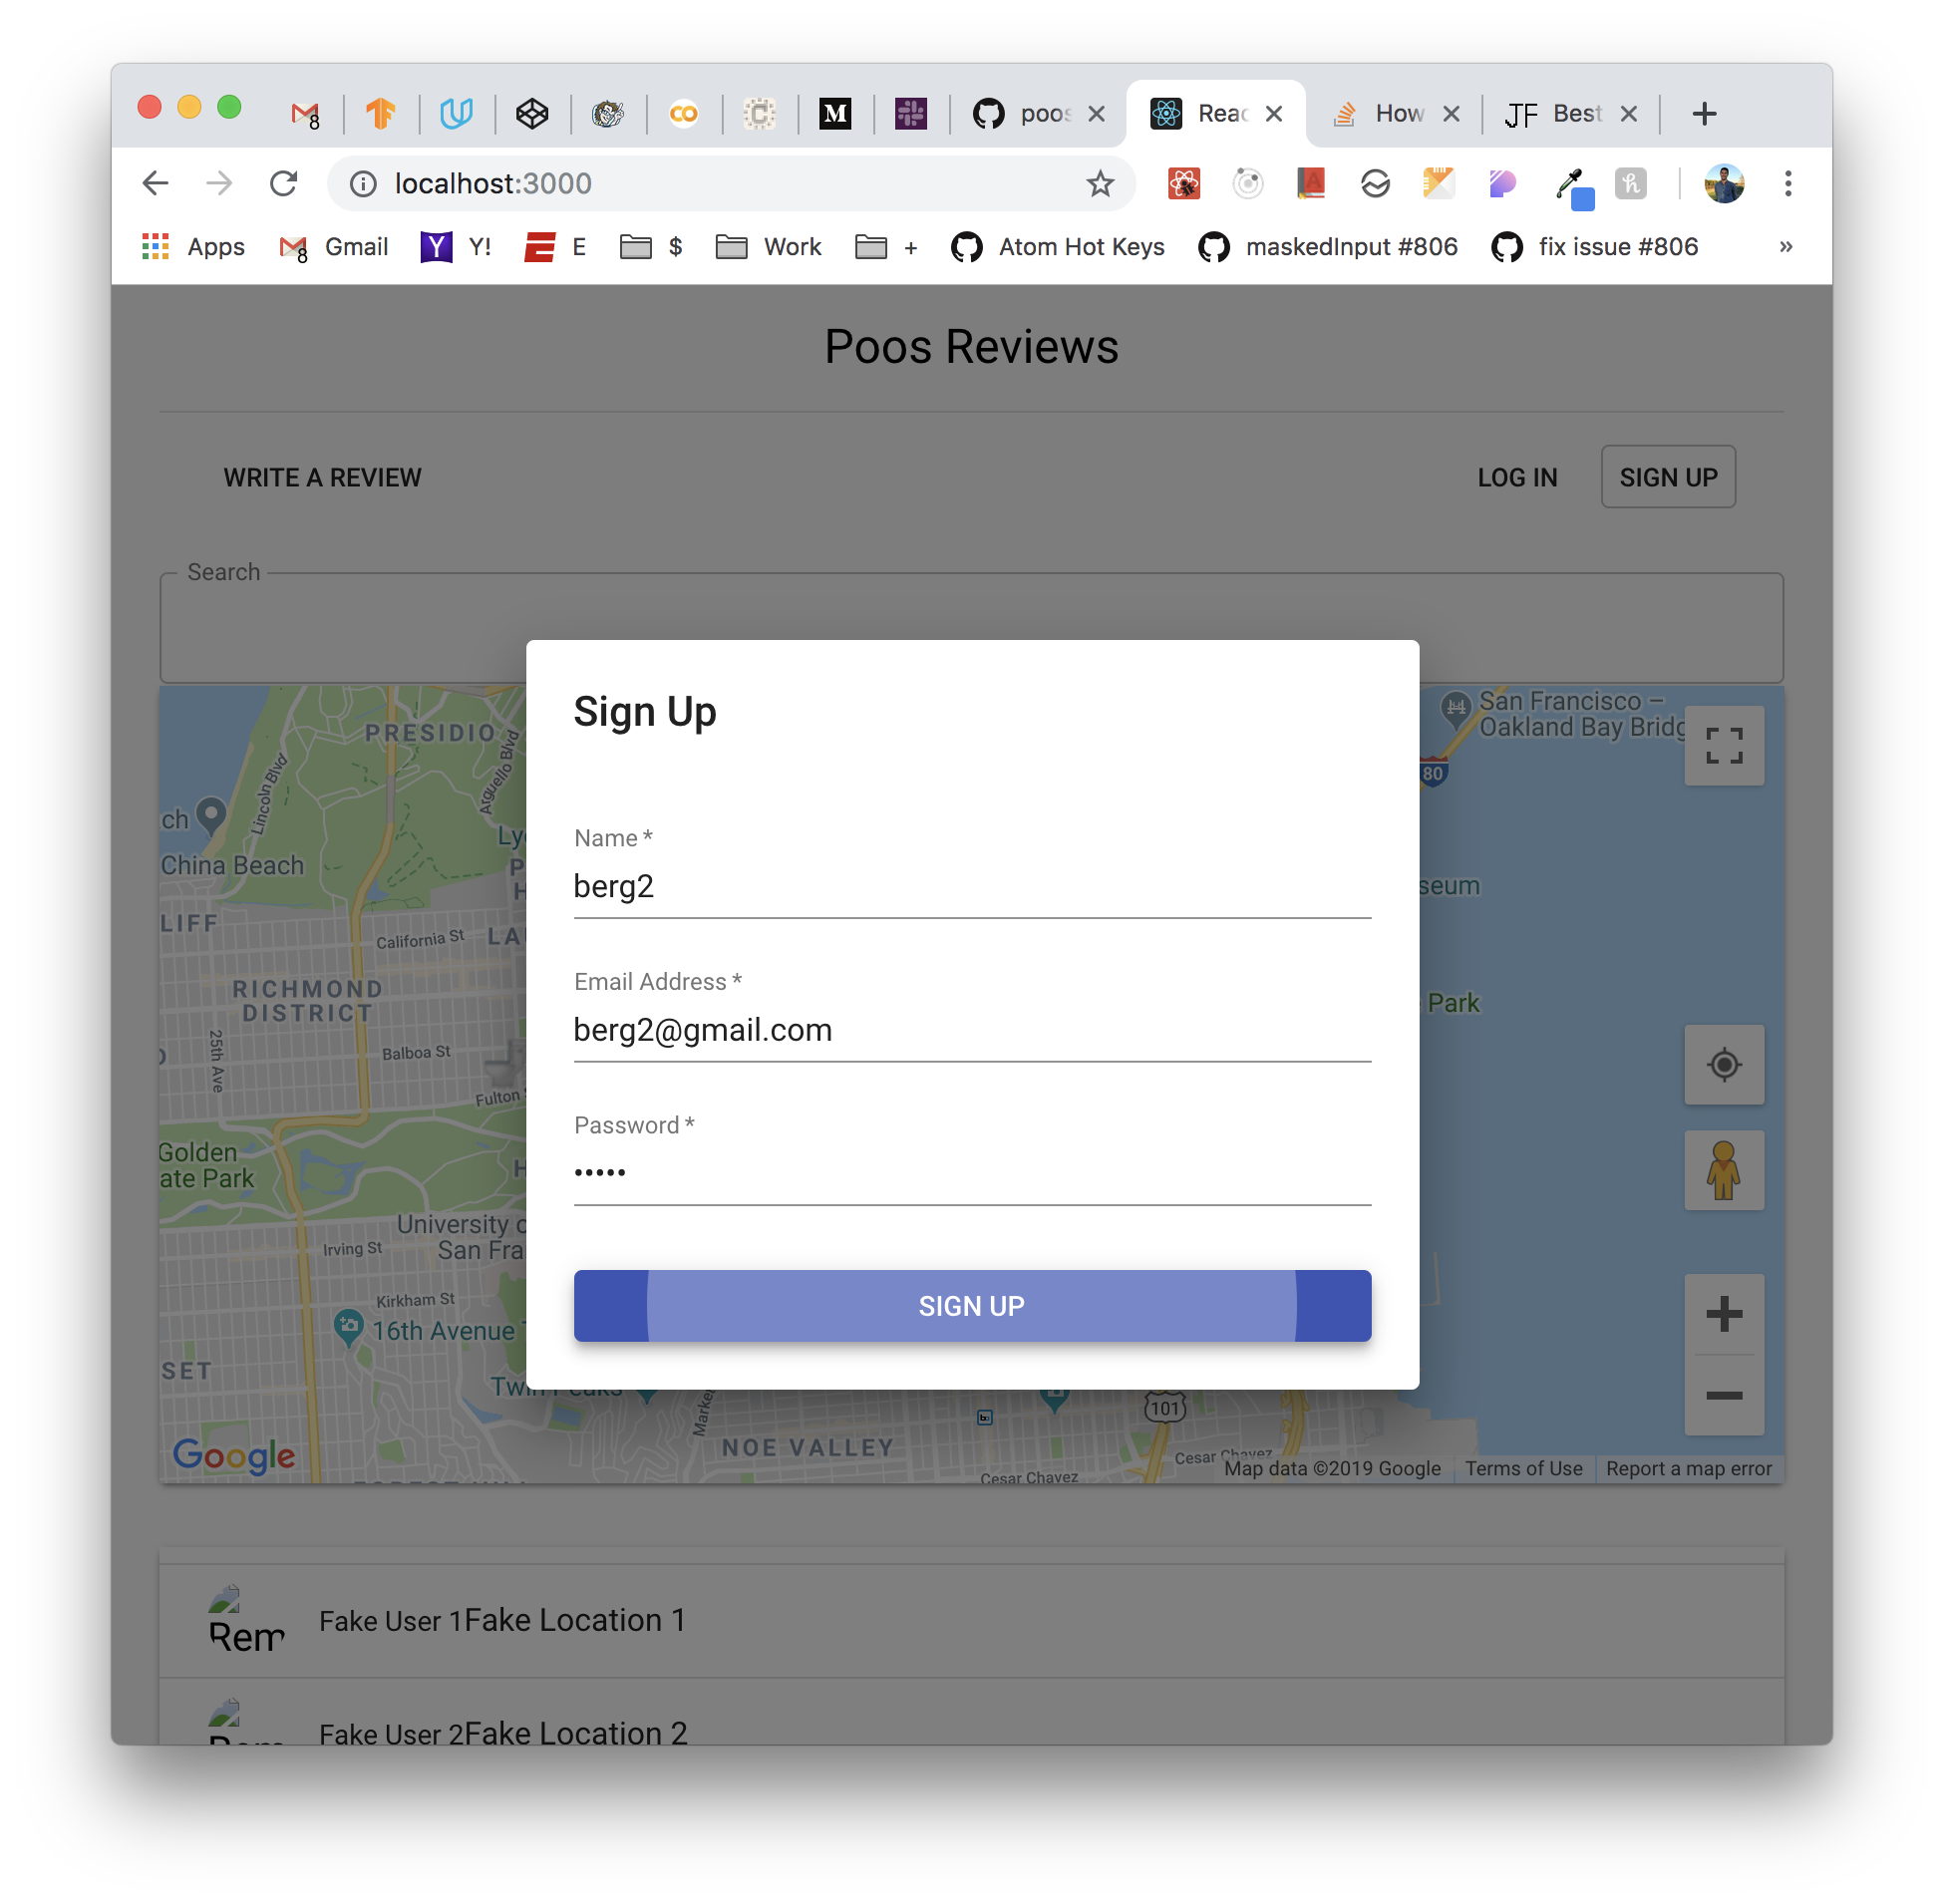 8
CO
C
M
poos
Reac
How
JF Best
localhost:3000
Apps
8 Gmail
Y Y!
E E
$
Work
+
Atom Hot Keys
maskedInput #806
fix issue #806
»
Poos Reviews
WRITE A REVIEW
LOG IN
SIGN UP
Search
Sign Up
Name *
berg2
Email Address *
berg2@gmail.com
Password *
•••••
SIGN UP
PRESIDIO
Lincoln Blvd
Arguello Blvd
San Francisco –
Oakland Bay Bridg
80
ch
China Beach
Ly
P
H
seum
LIFF
California St
LAU
RICHMOND
DISTRICT
Park
25th Ave
Balboa St
Fulton
Golden
ate Park
H
University o
San Fra
Irving St
Kirkham St
16th Avenue T
SET
Twin Peaks
Marke
101
NOE VALLEY
Cesar Chavez
Cesar Chavez
Google
Map data ©2019 Google
Terms of Use
Report a map error
Rem
Fake User 1Fake Location 1
Fake User 2Fake Location 2